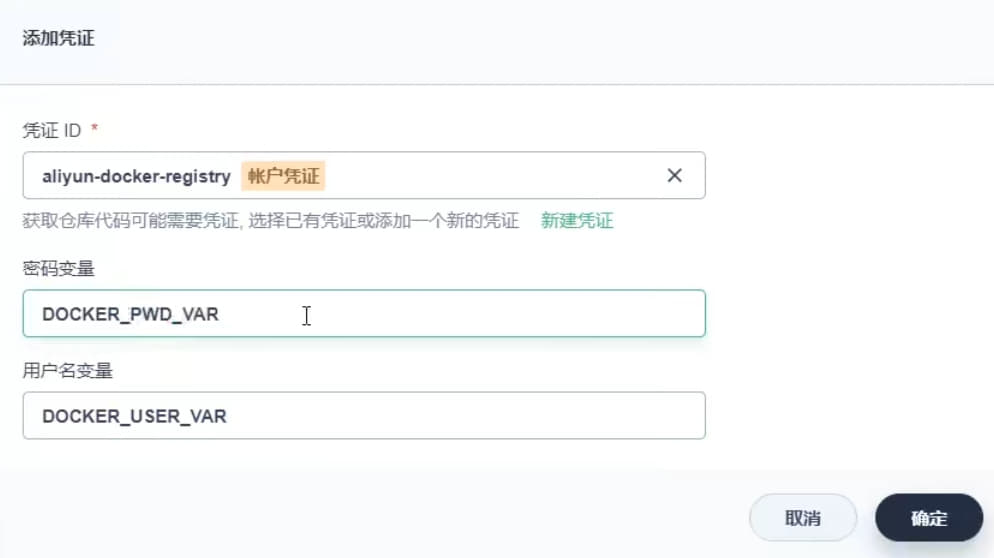 添加凭证
凭证 ID *
aliyun-docker-registry 帐户凭证
获取仓库代码可能需要凭证, 选择已有凭证或添加一个新的凭证 新建凭证
密码变量
DOCKER_PWD_VAR
用户名变量
DOCKER_USER_VAR
取消 确定